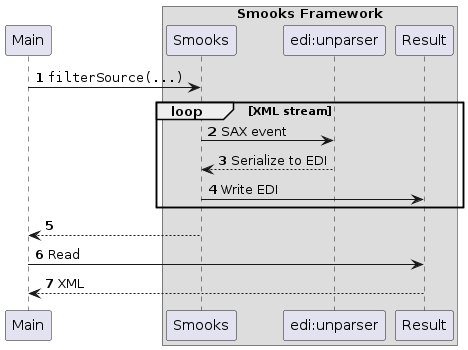 Smooks Framework
Main
Smooks
edi:unparser
Result
1 filterSource(...)
loop [XML stream]
2 SAX event
3 Serialize to EDI
4 Write EDI
5
6 Read
7 XML
Main
Smooks
edi:unparser
Result